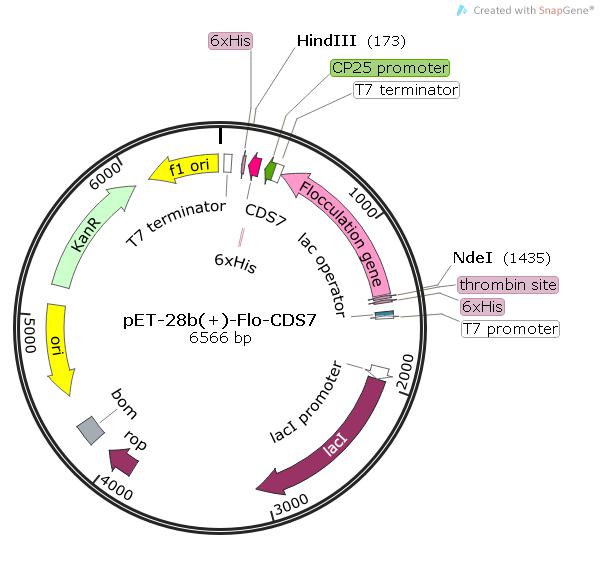 Created with SnapGene®
6xHis
HindIII (173)
CP25 promoter
T7 terminator
f1 ori
6000
KanR
T7 terminator
CDS7
6xHis
Flocculation gene
1000
lac operator
NdeI (1435)
thrombin site
6xHis
T7 promoter
pET-28b(+)-Flo-CDS7
6566 bp
5000
ori
lacI promoter
2000
bom
rop
lacI
4000
3000